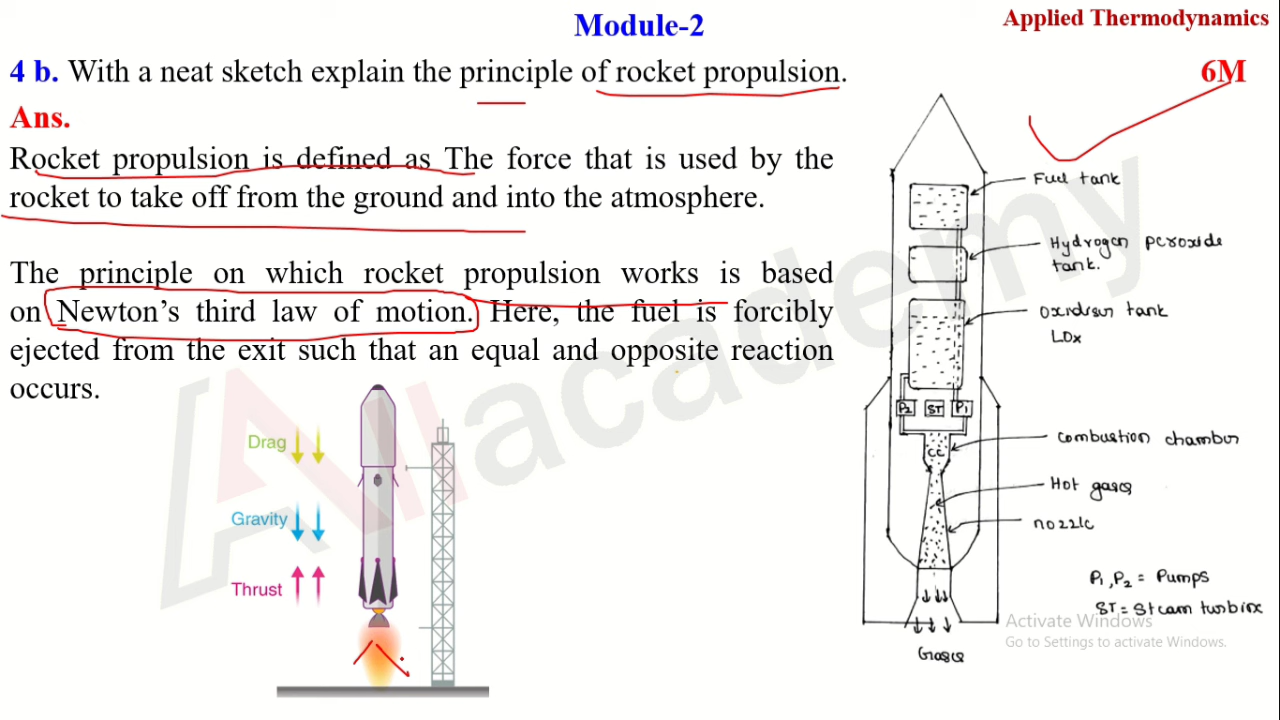 Module-2
Applied Thermodynamics
4 b. With a neat sketch explain the principle of rocket propulsion.
6M
Ans.
Rocket propulsion is defined as The force that is used by the
rocket to take off from the ground and into the atmosphere.
The principle on which rocket propulsion works is based
on Newton's third law of motion. Here, the fuel is forcibly
ejected from the exit such that an equal and opposite reaction
occurs.
Drag
Gravity
Thrust
Fuel tank
Hydrogen peroxide
tank.
Oxidiser tank
LOx
P2 ST P1
CC
Combustion chamber
Hot gases
nozzle
P1, P2 = Pumps
ST = Steam turbine
Gases
Activate Windows
Go to Settings to activate Windows.
Allacademy